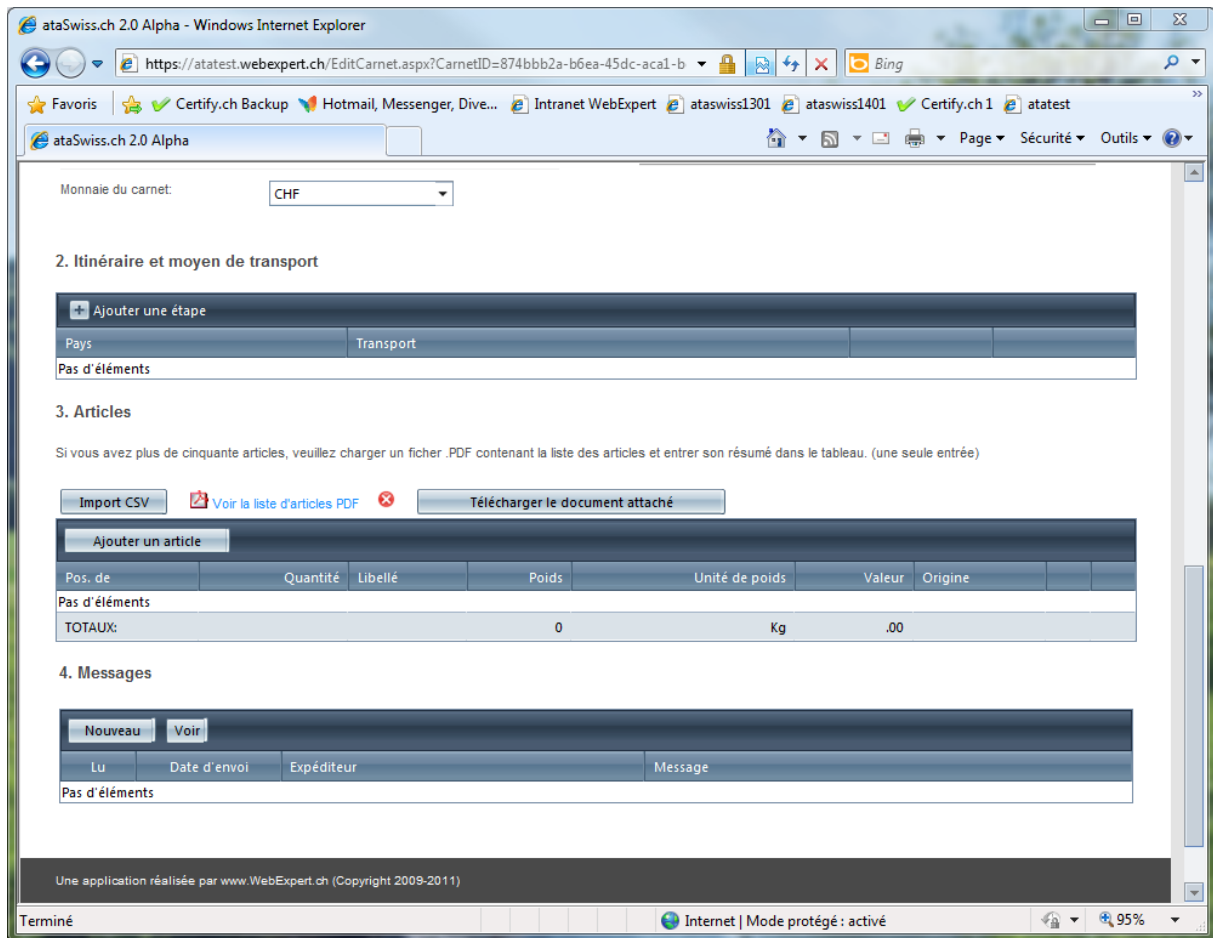 ataSwiss.ch 2.0 Alpha - Windows Internet Explorer
https://atatest.webexpert.ch/EditCarnet.aspx?CarnetID=874bbb2a-b6ea-45dc-aca1-b
Bing
Favoris Certify.ch Backup Hotmail, Messenger, Dive... Intranet WebExpert ataswiss1301 ataswiss1401 Certify.ch 1 atatest
ataSwiss.ch 2.0 Alpha Page Sécurité Outils
Monnaie du carnet: CHF
2. Itinéraire et moyen de transport
Ajouter une étape
Pays Transport
Pas d'éléments
3. Articles
Si vous avez plus de cinquante articles, veuillez charger un ficher .PDF contenant la liste des articles et entrer son résumé dans le tableau. (une seule entrée)
Import CSV Voir la liste d'articles PDF Télécharger le document attaché
Ajouter un article
Pos. de Quantité Libellé Poids Unité de poids Valeur Origine
Pas d'éléments
TOTAUX: 0 Kg .00
4. Messages
Nouveau Voir
Lu Date d'envoi Expéditeur Message
Pas d'éléments
Une application réalisée par www.WebExpert.ch (Copyright 2009-2011)
Terminé Internet | Mode protégé : activé 95%